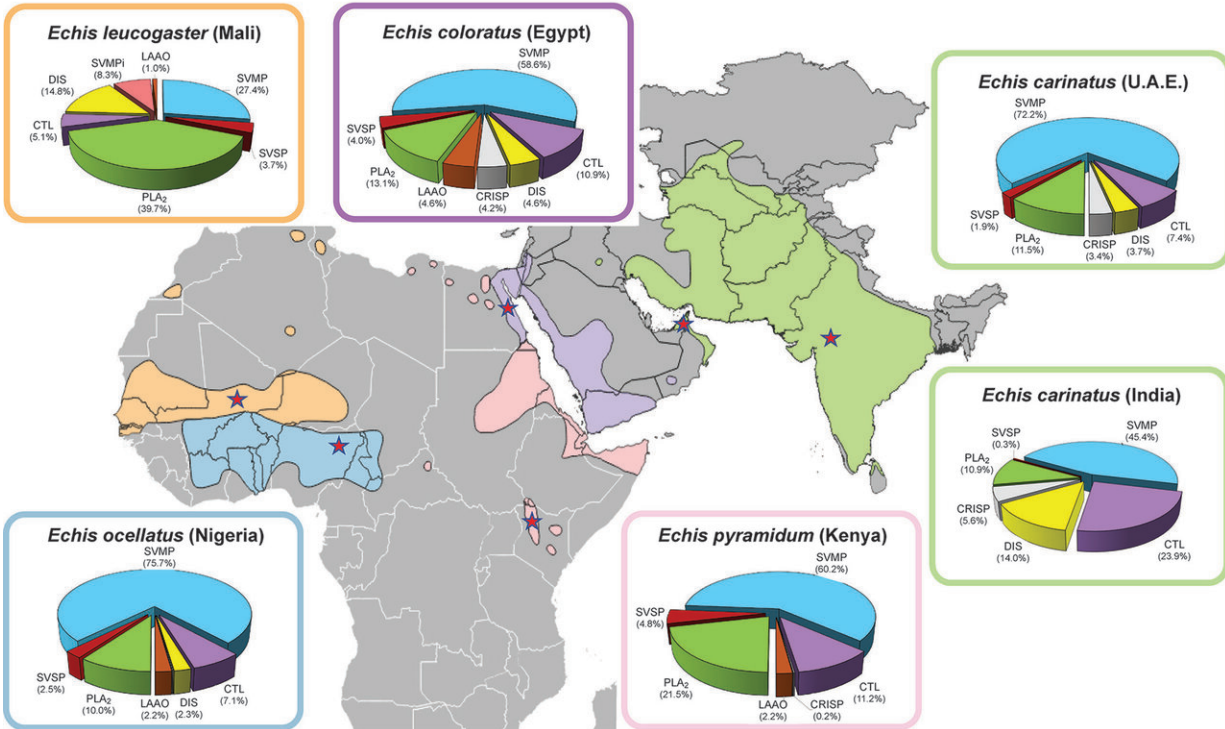 Echis leucogaster (Mali)
LAAO
(1.0%)
SVMPi
(8.3%)
SVMP
(27.4%)
DIS
(14.8%)
CTL
(5.1%)
SVSP
(3.7%)
PLA₂
(39.7%)
Echis coloratus (Egypt)
SVMP
(58.6%)
SVSP
(4.0%)
PLA₂
(13.1%)
LAAO
(4.6%)
CRISP
(4.2%)
DIS
(4.6%)
CTL
(10.9%)
Echis carinatus (U.A.E.)
SVMP
(72.2%)
SVSP
(1.9%)
PLA₂
(11.5%)
CRISP
(3.4%)
DIS
(3.7%)
CTL
(7.4%)
Echis carinatus (India)
SVMP
(45.4%)
SVSP
(0.3%)
PLA₂
(10.9%)
CRISP
(5.6%)
DIS
(14.0%)
CTL
(23.9%)
Echis ocellatus (Nigeria)
SVMP
(75.7%)
SVSP
(2.5%)
PLA₂
(10.0%)
LAAO
(2.2%)
DIS
(2.3%)
CTL
(7.1%)
Echis pyramidum (Kenya)
SVMP
(60.2%)
SVSP
(4.8%)
PLA₂
(21.5%)
LAAO
(2.2%)
CRISP
(0.2%)
CTL
(11.2%)